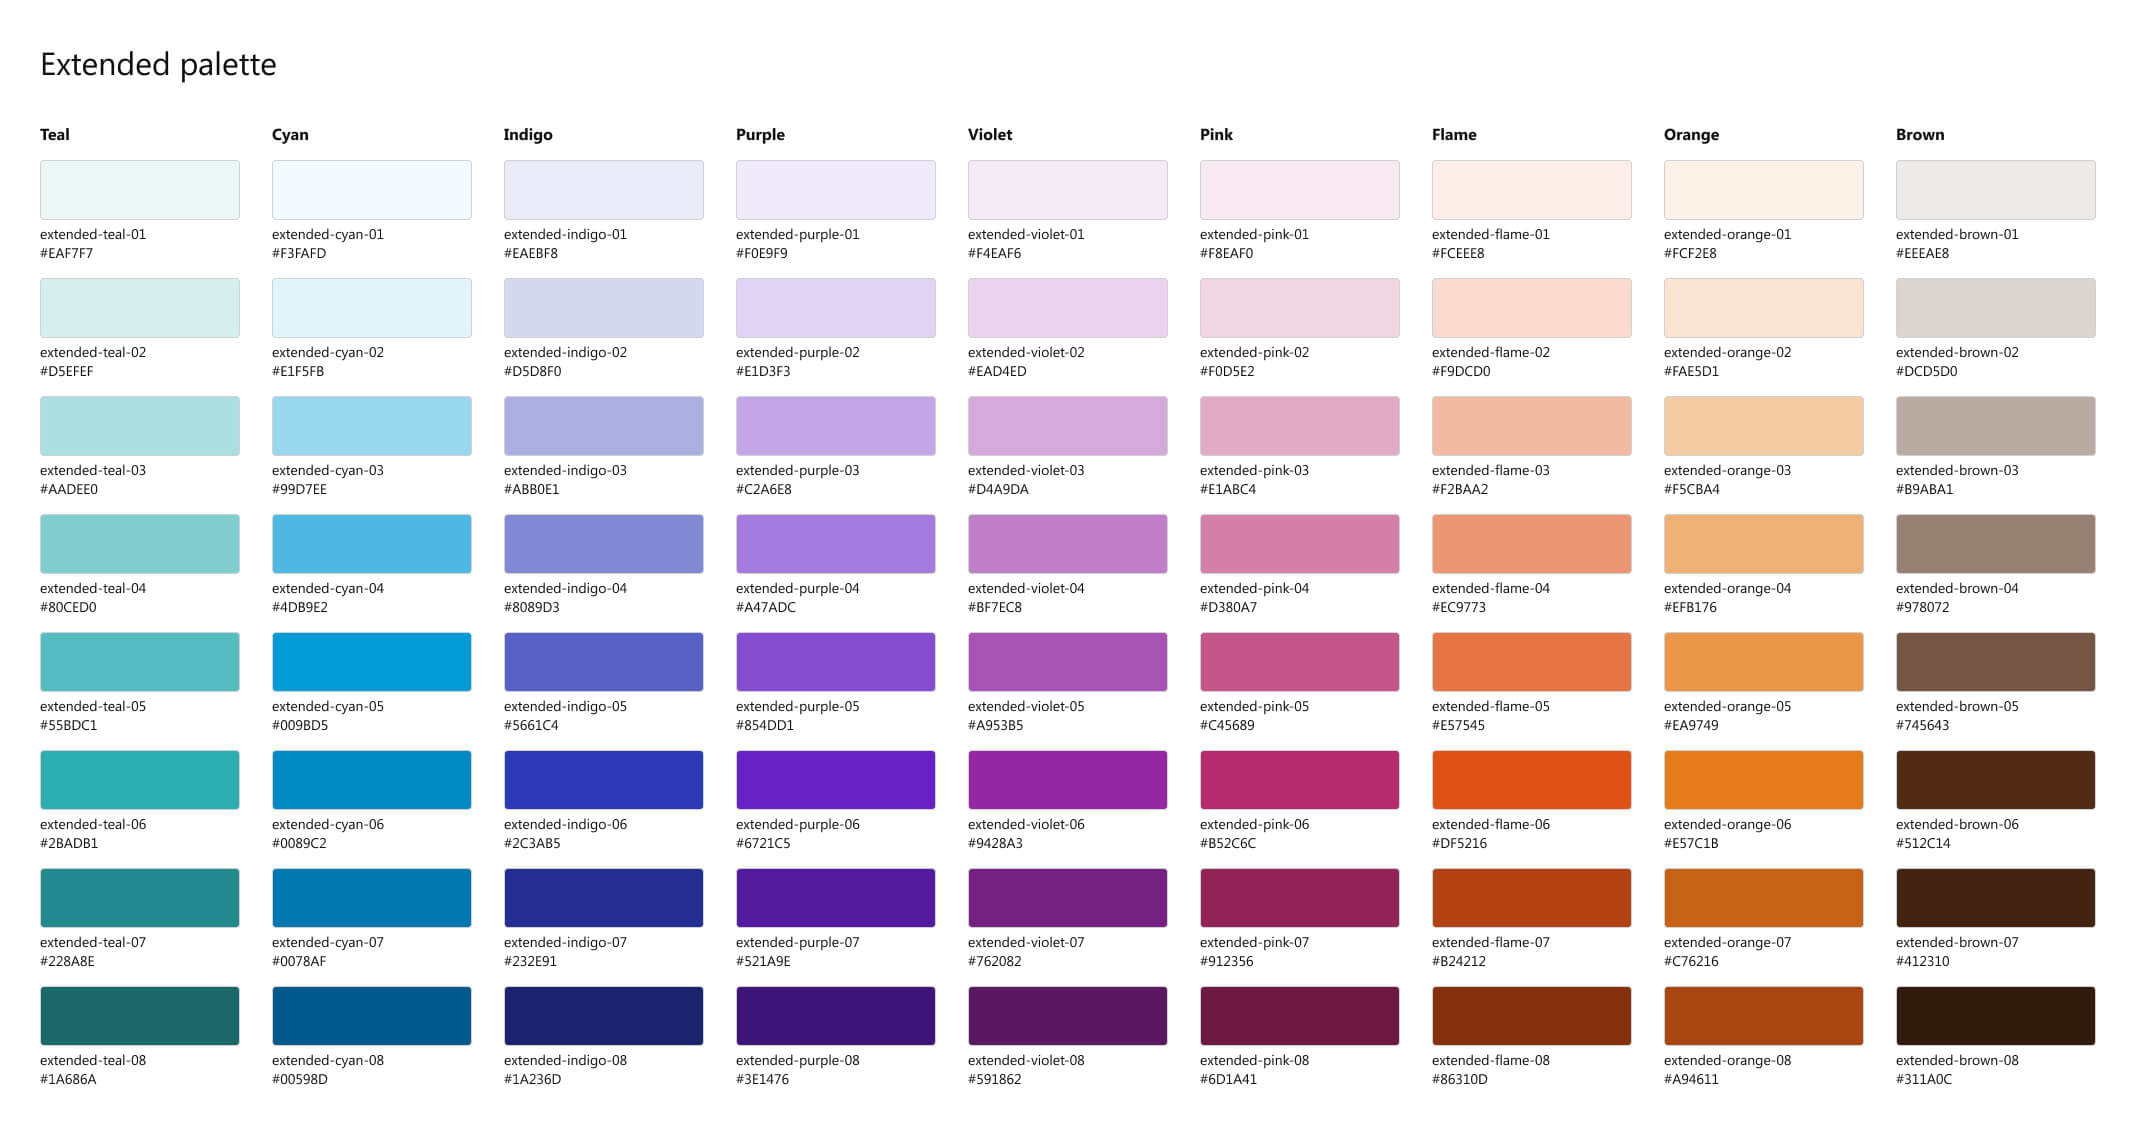 Extended palette
Teal
extended-teal-01
#EAF7F7
extended-teal-02
#D5EFEF
extended-teal-03
#AADEE0
extended-teal-04
#80CED0
extended-teal-05
#55BDC1
extended-teal-06
#2BADB1
extended-teal-07
#228A8E
extended-teal-08
#1A686A
Cyan
extended-cyan-01
#F3FAFD
extended-cyan-02
#E1F5FB
extended-cyan-03
#99D7EE
extended-cyan-04
#4DB9E2
extended-cyan-05
#009BD5
extended-cyan-06
#0089C2
extended-cyan-07
#0078AF
extended-cyan-08
#00598D
Indigo
extended-indigo-01
#EAEBF8
extended-indigo-02
#D5D8F0
extended-indigo-03
#ABB0E1
extended-indigo-04
#8089D3
extended-indigo-05
#5661C4
extended-indigo-06
#2C3AB5
extended-indigo-07
#232E91
extended-indigo-08
#1A236D
Purple
extended-purple-01
#F0E9F9
extended-purple-02
#E1D3F3
extended-purple-03
#C2A6E8
extended-purple-04
#A47ADC
extended-purple-05
#854DD1
extended-purple-06
#6721C5
extended-purple-07
#521A9E
extended-purple-08
#3E1476
Violet
extended-violet-01
#F4EAF6
extended-violet-02
#EAD4ED
extended-violet-03
#D4A9DA
extended-violet-04
#BF7EC8
extended-violet-05
#A953B5
extended-violet-06
#9428A3
extended-violet-07
#762082
extended-violet-08
#591862
Pink
extended-pink-01
#F8EAF0
extended-pink-02
#F0D5E2
extended-pink-03
#E1ABC4
extended-pink-04
#D380A7
extended-pink-05
#C45689
extended-pink-06
#B52C6C
extended-pink-07
#912356
extended-pink-08
#6D1A41
Flame
extended-flame-01
#FCEEE8
extended-flame-02
#F9DCD0
extended-flame-03
#F2BAA2
extended-flame-04
#EC9773
extended-flame-05
#E57545
extended-flame-06
#DF5216
extended-flame-07
#B24212
extended-flame-08
#86310D
Orange
extended-orange-01
#FCF2E8
extended-orange-02
#FAE5D1
extended-orange-03
#F5CBA4
extended-orange-04
#EFB176
extended-orange-05
#EA9749
extended-orange-06
#E57C1B
extended-orange-07
#C76216
extended-orange-08
#A94611
Brown
extended-brown-01
#EEEAE8
extended-brown-02
#DCD5D0
extended-brown-03
#B9ABA1
extended-brown-04
#978072
extended-brown-05
#745643
extended-brown-06
#512C14
extended-brown-07
#412310
extended-brown-08
#311A0C